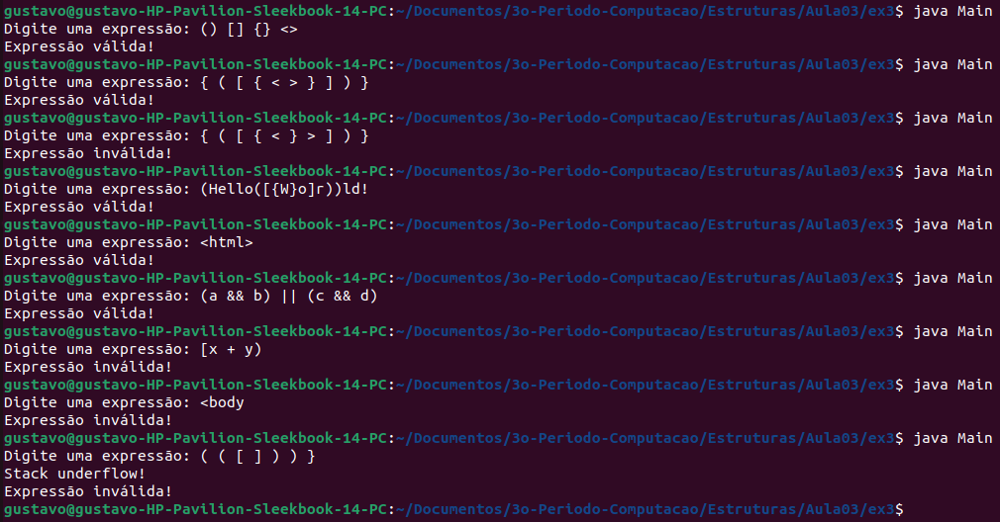 gustavo@gustavo-HP-Pavilion-Sleekbook-14-PC:~/Documentos/3o-Periodo-Computacao/Estruturas/Aula03/ex3$ java Main
Digite uma expressão: () [] {} <>
Expressão válida!
gustavo@gustavo-HP-Pavilion-Sleekbook-14-PC:~/Documentos/3o-Periodo-Computacao/Estruturas/Aula03/ex3$ java Main
Digite uma expressão: { ( [ { < > } ] ) }
Expressão válida!
gustavo@gustavo-HP-Pavilion-Sleekbook-14-PC:~/Documentos/3o-Periodo-Computacao/Estruturas/Aula03/ex3$ java Main
Digite uma expressão: { ( [ { < } > ] ) }
Expressão inválida!
gustavo@gustavo-HP-Pavilion-Sleekbook-14-PC:~/Documentos/3o-Periodo-Computacao/Estruturas/Aula03/ex3$ java Main
Digite uma expressão: (Hello([{W}o]r))ld!
Expressão válida!
gustavo@gustavo-HP-Pavilion-Sleekbook-14-PC:~/Documentos/3o-Periodo-Computacao/Estruturas/Aula03/ex3$ java Main
Digite uma expressão: <html>
Expressão válida!
gustavo@gustavo-HP-Pavilion-Sleekbook-14-PC:~/Documentos/3o-Periodo-Computacao/Estruturas/Aula03/ex3$ java Main
Digite uma expressão: (a && b) || (c && d)
Expressão válida!
gustavo@gustavo-HP-Pavilion-Sleekbook-14-PC:~/Documentos/3o-Periodo-Computacao/Estruturas/Aula03/ex3$ java Main
Digite uma expressão: [x + y)
Expressão inválida!
gustavo@gustavo-HP-Pavilion-Sleekbook-14-PC:~/Documentos/3o-Periodo-Computacao/Estruturas/Aula03/ex3$ java Main
Digite uma expressão: <body
Expressão inválida!
gustavo@gustavo-HP-Pavilion-Sleekbook-14-PC:~/Documentos/3o-Periodo-Computacao/Estruturas/Aula03/ex3$ java Main
Digite uma expressão: ( ( [ ] ) ) }
Stack underflow!
Expressão inválida!
gustavo@gustavo-HP-Pavilion-Sleekbook-14-PC:~/Documentos/3o-Periodo-Computacao/Estruturas/Aula03/ex3$